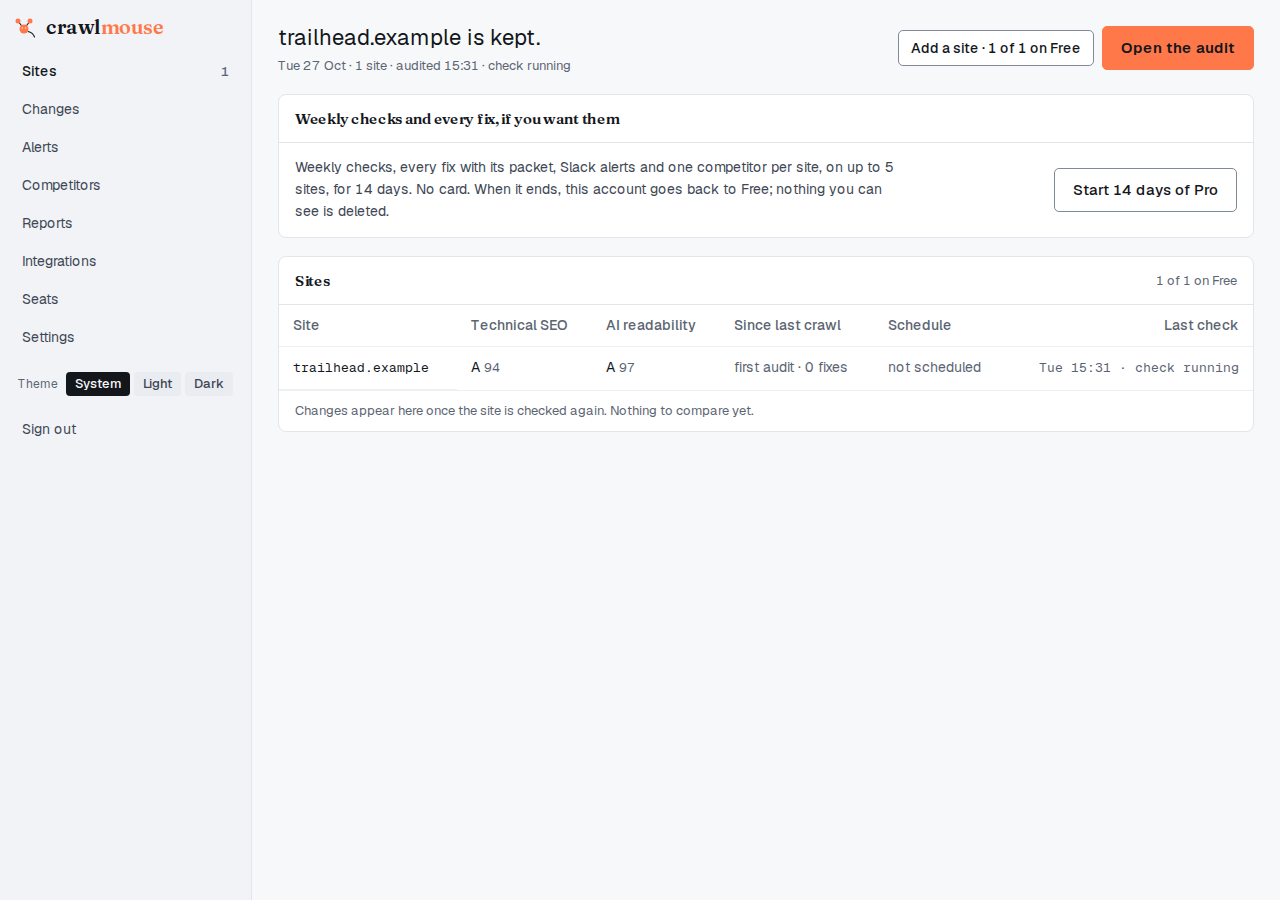 crawlmouse
Sites 1
Changes
Alerts
Competitors
Reports
Integrations
Seats
Settings
Theme System Light Dark
Sign out
trailhead.example is kept.
Tue 27 Oct · 1 site · audited 15:31 · check running
Add a site · 1 of 1 on Free
Open the audit
Weekly checks and every fix, if you want them
Weekly checks, every fix with its packet, Slack alerts and one competitor per site, on up to 5
sites, for 14 days. No card. When it ends, this account goes back to Free; nothing you can
see is deleted.
Start 14 days of Pro
Sites 1 of 1 on Free
Site Technical SEO AI readability Since last crawl Schedule Last check
trailhead.example A 94 A 97 first audit · 0 fixes not scheduled Tue 15:31 · check running
Changes appear here once the site is checked again. Nothing to compare yet.